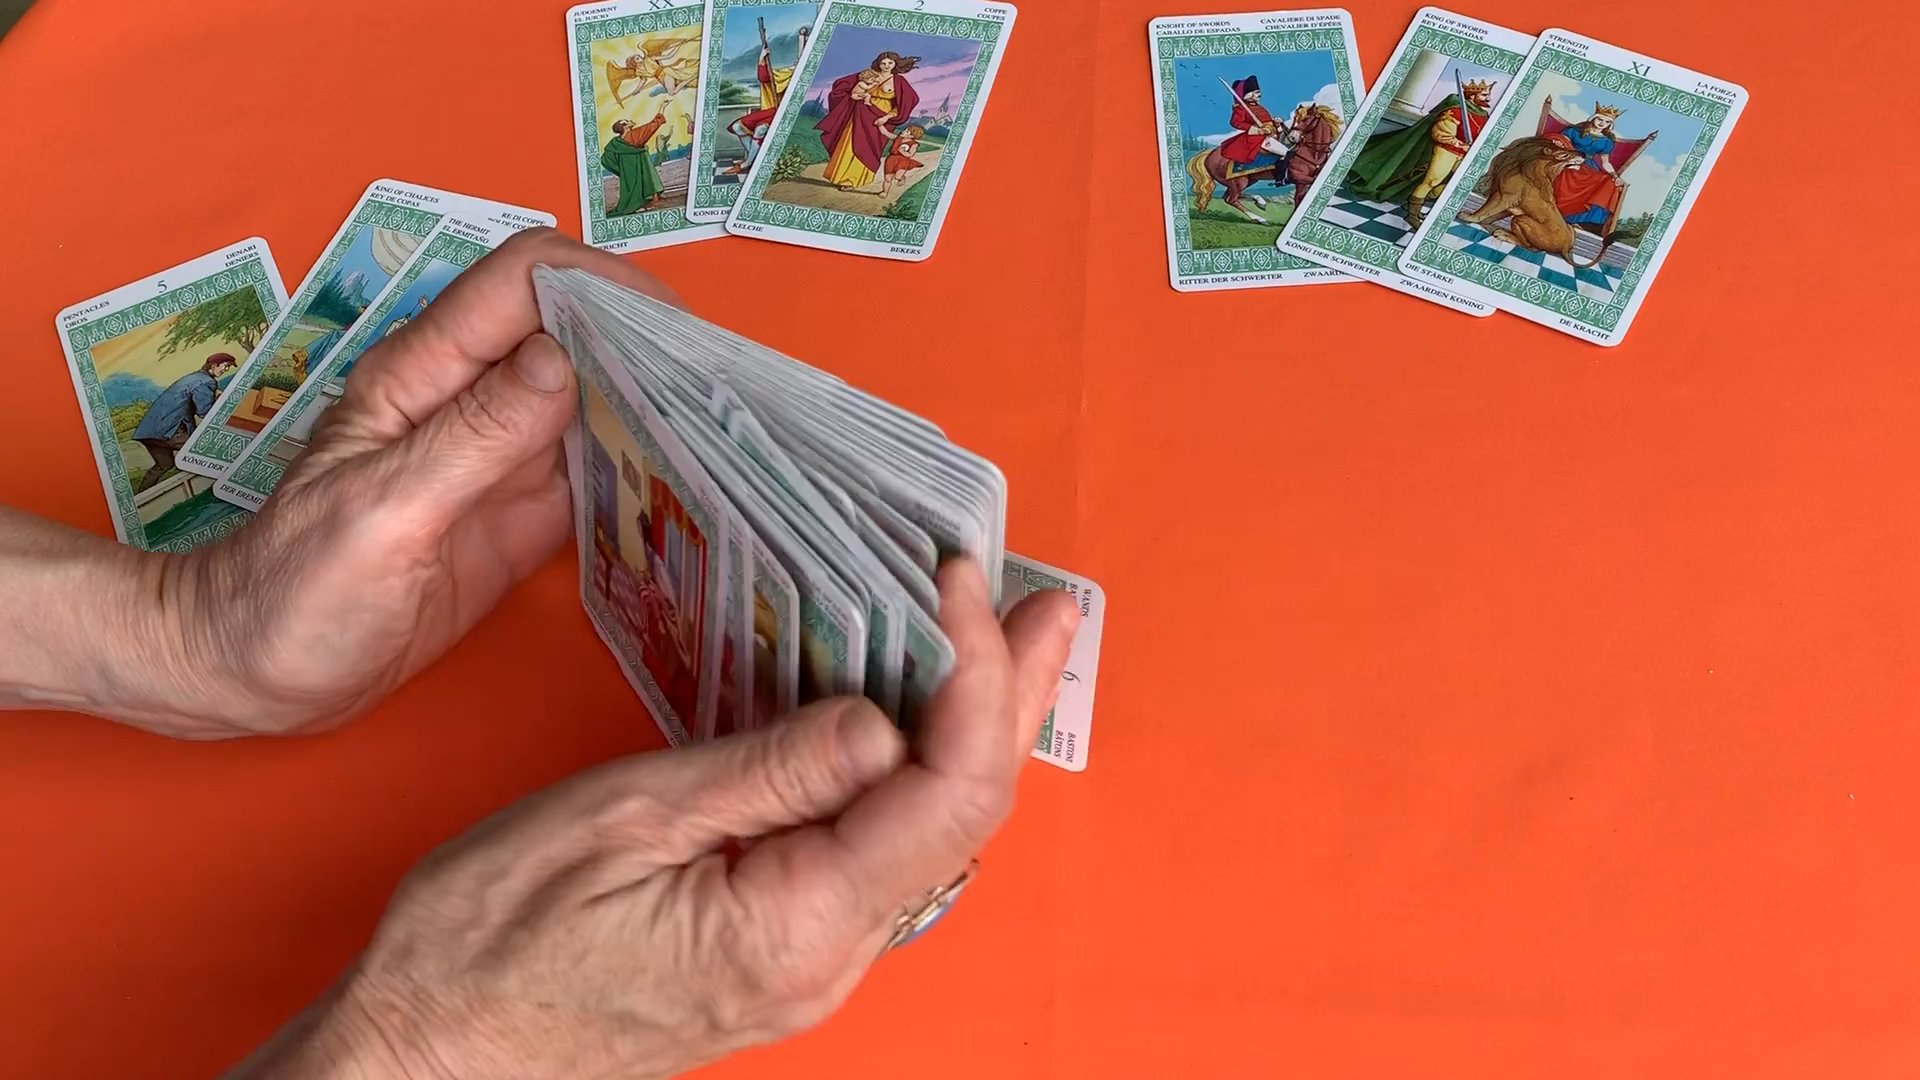 JUDGEMENT
EL JUICIO
XX
KÖNIG D
2
COPPE
COUPES
KELCHE
BEKERS
KNIGHT OF SWORDS
CABALLO DE ESPADAS
CAVALIERE DI SPADE
CHEVALIER D'ÉPÉES
RITTER DER SCHWERTER
KING OF SWORDS
REY DE ESPADAS
KÖNIG DER SCHWERTER
ZWAARDEN KONING
STRENGTH
LA FUERZA
XI
LA FORZA
LA FORCE
DIE STÄRKE
DE KRACHT
KING OF CHALICES
REY DE COPAS
RE DI COPPE
KÖNIG DER
THE HERMIT
EL ERMITAÑO
DER EREMIT
PENTACLES
OROS
5
DENARI
DENIERS
WANDS
6
BASTONI
BÂTONS